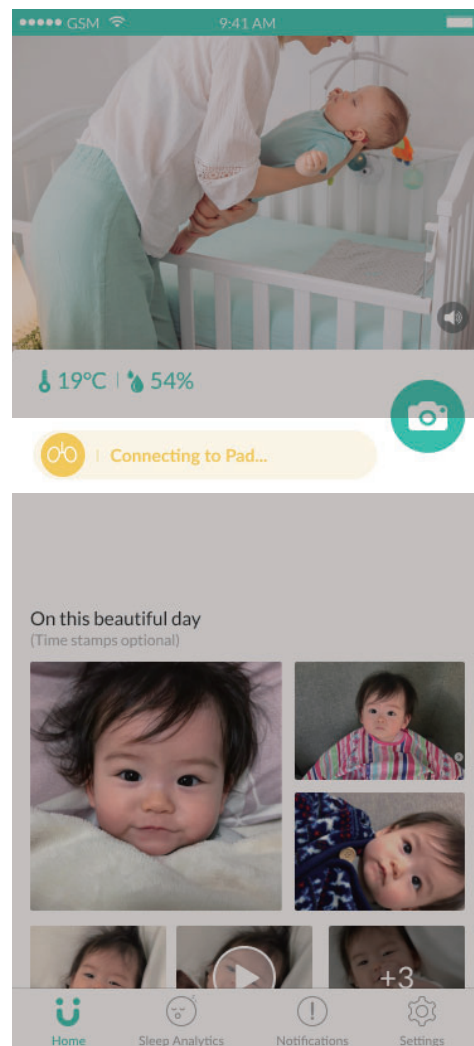 GSM 9:41 AM
19°C | 54%
Connecting to Pad...
On this beautiful day
(Time stamps optional)
+3
Home Sleep Analytics Notifications Settings